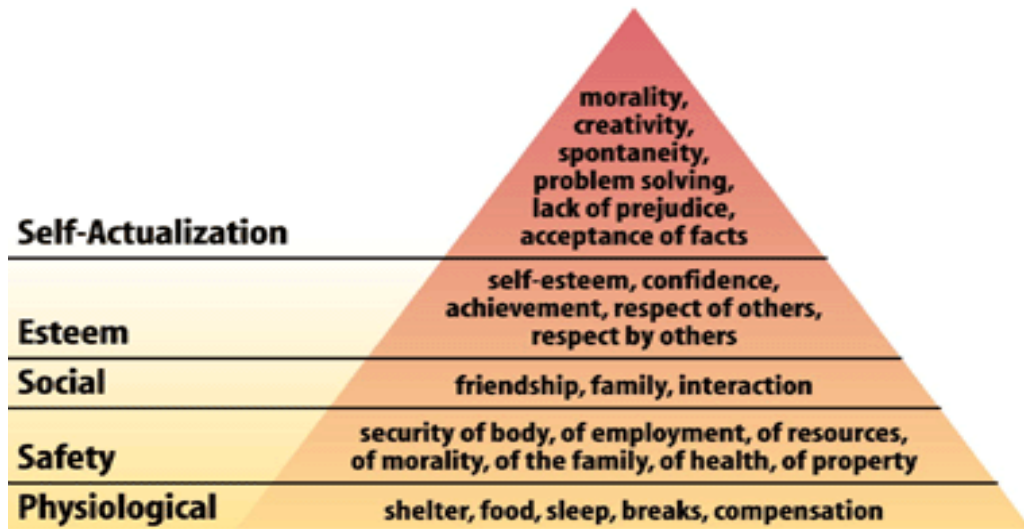 morality,
creativity,
spontaneity,
problem solving,
lack of prejudice,
acceptance of facts
Self-Actualization
self-esteem, confidence,
achievement, respect of others,
respect by others
Esteem
Social
friendship, family, interaction
security of body, of employment, of resources,
of morality, of the family, of health, of property
Safety
Physiological
shelter, food, sleep, breaks, compensation